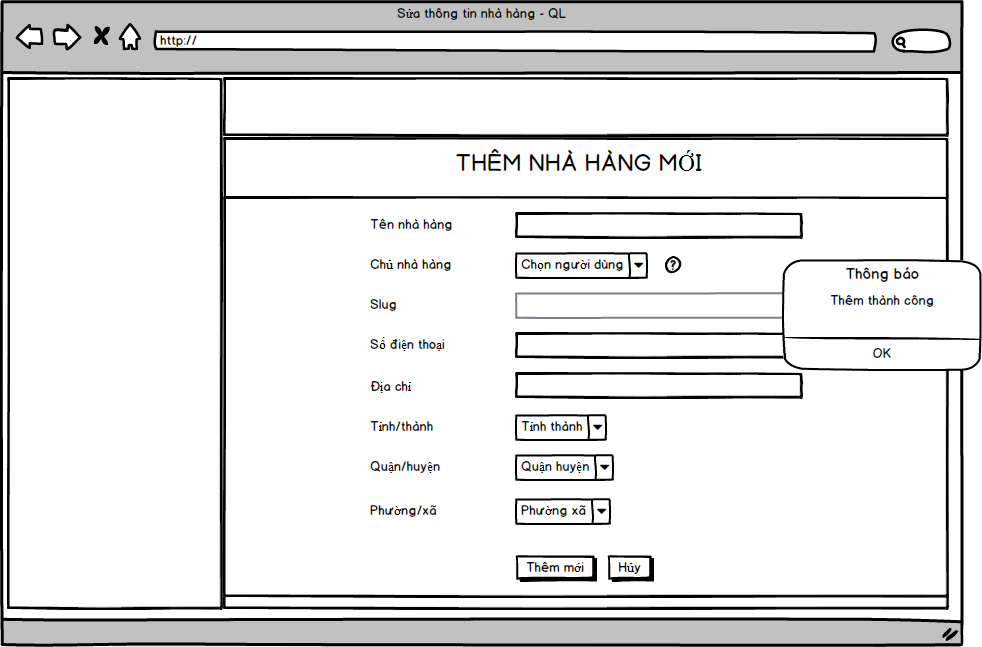 Sửa thông tin nhà hàng - QL
http://
THÊM NHÀ HÀNG MỚI
Tên nhà hàng
Chủ nhà hàng
Chọn người dùng
?
Slug
Số điện thoại
Địa chỉ
Tỉnh/thành
Tỉnh thành
Quận/huyện
Quận huyện
Phường/xã
Phường xã
Thêm mới
Hủy
Thông báo
Thêm thành công
OK